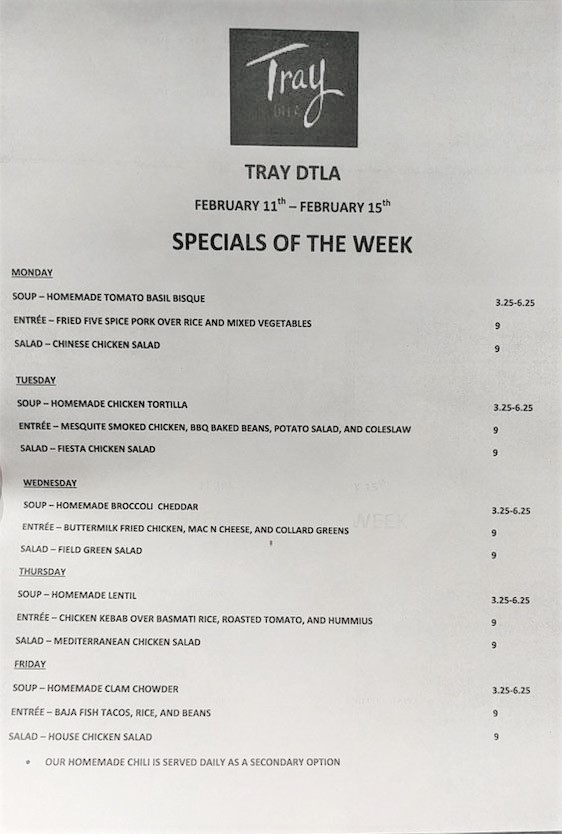 Tray
DTLA
TRAY DTLA
FEBRUARY 11th – FEBRUARY 15th
SPECIALS OF THE WEEK
MONDAY
SOUP – HOMEMADE TOMATO BASIL BISQUE 3.25-6.25
ENTRÉE – FRIED FIVE SPICE PORK OVER RICE AND MIXED VEGETABLES 9
SALAD – CHINESE CHICKEN SALAD 9
TUESDAY
SOUP – HOMEMADE CHICKEN TORTILLA 3.25-6.25
ENTRÉE – MESQUITE SMOKED CHICKEN, BBQ BAKED BEANS, POTATO SALAD, AND COLESLAW 9
SALAD – FIESTA CHICKEN SALAD 9
WEDNESDAY
SOUP – HOMEMADE BROCCOLI CHEDDAR 3.25-6.25
ENTRÉE – BUTTERMILK FRIED CHICKEN, MAC N CHEESE, AND COLLARD GREENS 9
SALAD – FIELD GREEN SALAD 9
THURSDAY
SOUP – HOMEMADE LENTIL 3.25-6.25
ENTRÉE – CHICKEN KEBAB OVER BASMATI RICE, ROASTED TOMATO, AND HUMMIUS 9
SALAD – MEDITERRANEAN CHICKEN SALAD 9
FRIDAY
SOUP – HOMEMADE CLAM CHOWDER 3.25-6.25
ENTRÉE – BAJA FISH TACOS, RICE, AND BEANS 9
SALAD – HOUSE CHICKEN SALAD 9
• OUR HOMEMADE CHILI IS SERVED DAILY AS A SECONDARY OPTION